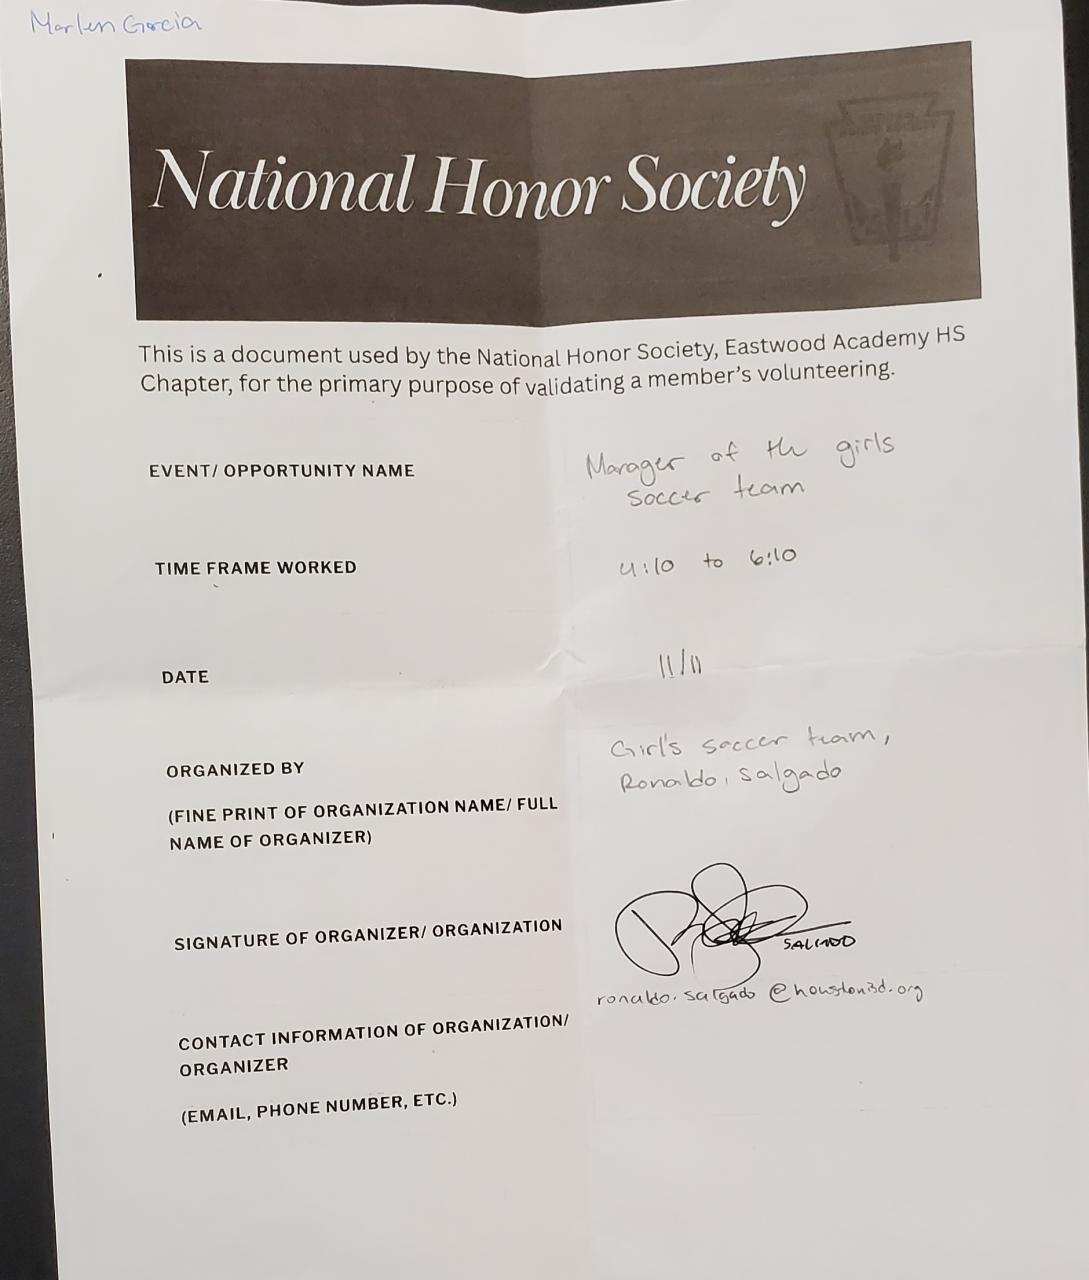 Marlen Garcia
National Honor Society
This is a document used by the National Honor Society, Eastwood Academy HS
Chapter, for the primary purpose of validating a member's volunteering.
EVENT/ OPPORTUNITY NAME
Manager of the girls
soccer team
TIME FRAME WORKED
4:10 to 6:10
DATE
11/11
ORGANIZED BY
Girl's soccer team,
Ronaldo, Salgado
(FINE PRINT OF ORGANIZATION NAME/ FULL
NAME OF ORGANIZER)
SIGNATURE OF ORGANIZER/ ORGANIZATION
SALGADO
ronaldo.salgado@houstonisd.org
CONTACT INFORMATION OF ORGANIZATION/
ORGANIZER
(EMAIL, PHONE NUMBER, ETC.)